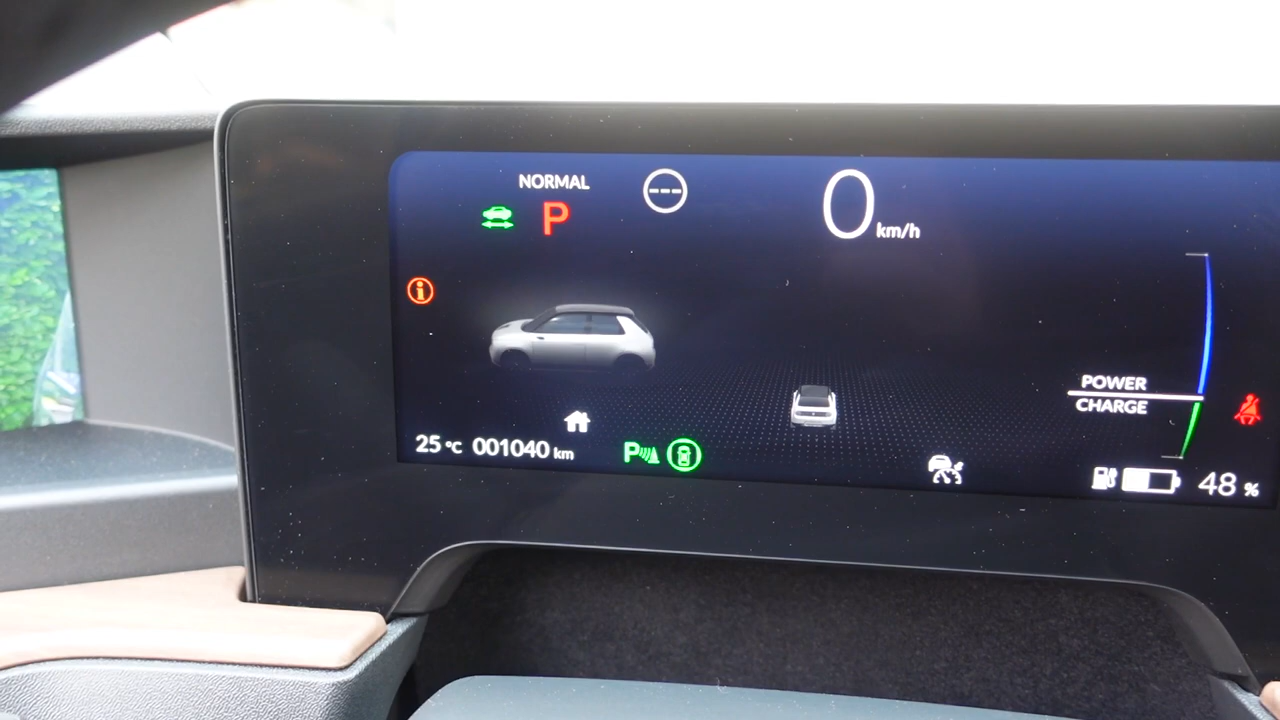 NORMAL
P
---
0 km/h
i
POWER
CHARGE
25 °C 001040 km
P
48 %